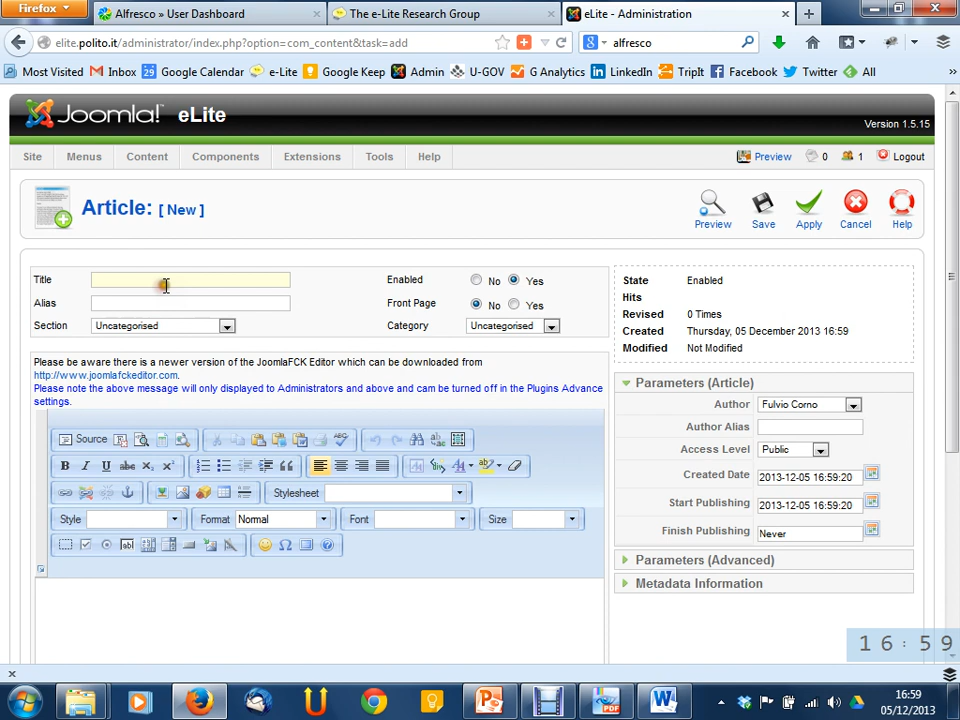 Firefox
Alfresco » User Dashboard
The e-Lite Research Group
eLite - Administration
elite.polito.it/administrator/index.php?option=com_content&task=add
alfresco
Most Visited
Inbox
Google Calendar
e-Lite
Google Keep
Admin
U-GOV
G Analytics
LinkedIn
TripIt
Facebook
Twitter
All
Joomla!
eLite
Version 1.5.15
Site
Menus
Content
Components
Extensions
Tools
Help
Preview
0
1
Logout
Article: [ New ]
Preview
Save
Apply
Cancel
Help
Title
Enabled
No
Yes
Alias
Front Page
No
Yes
Section
Uncategorised
Category
Uncategorised
State
Enabled
Hits
Revised
0 Times
Created
Thursday, 05 December 2013 16:59
Modified
Not Modified
Please be aware there is a newer version of the JoomlaFCK Editor which can be downloaded from
http://www.joomlafckeditor.com.
Please note the above message will only displayed to Administrators and above and cam be turned off in the Plugins Advance
settings.
Source
Stylesheet
Style
Format
Normal
Font
Size
Parameters (Article)
Author
Fulvio Corno
Author Alias
Access Level
Public
Created Date
2013-12-05 16:59:20
Start Publishing
2013-12-05 16:59:20
Finish Publishing
Never
Parameters (Advanced)
Metadata Information
16:59
16:59
05/12/2013